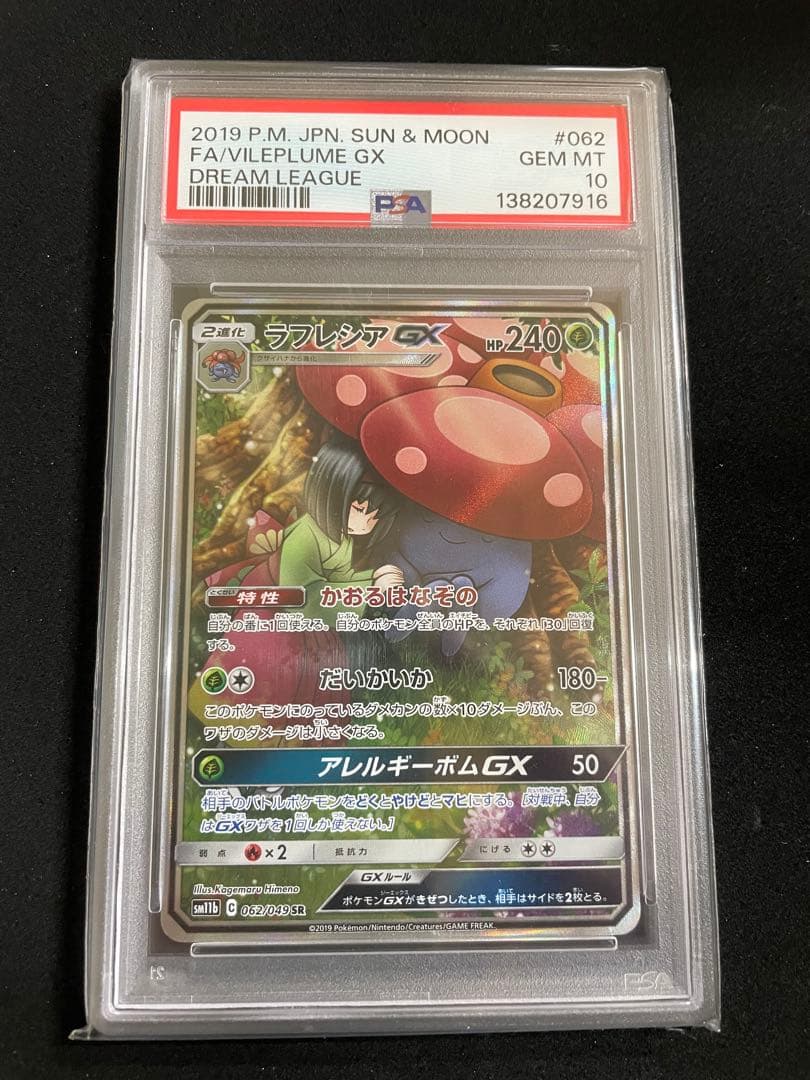 2019 P.M. JPN. SUN & MOON #062
FA/VILEPLUME GX GEM MT
DREAM LEAGUE 10
PSA 138207916
2進化 ラフレシアGX HP240
クサイハナから進化
とくせい
特性 かおるはなぞの
自分の番に1回使える。自分のポケモン全員のHPを、それぞれ「30」回復
する。
だいかいか 180-
このポケモンにのっているダメカンの数×10ダメージぶん、この
ワザのダメージは小さくなる。
アレルギーボムGX 50
相手のバトルポケモンをどくとやけどとマヒにする。[対戦中、自分
はGXワザを1回しか使えない。]
弱点 ×2 抵抗力 にげる
GXルール
ポケモンGXがきぜつしたとき、相手はサイドを2枚とる。
Illus. Kagemaru Himeno
sm11b C 062/049 SR
©2019 Pokémon/Nintendo/Creatures/GAME FREAK.
PSA